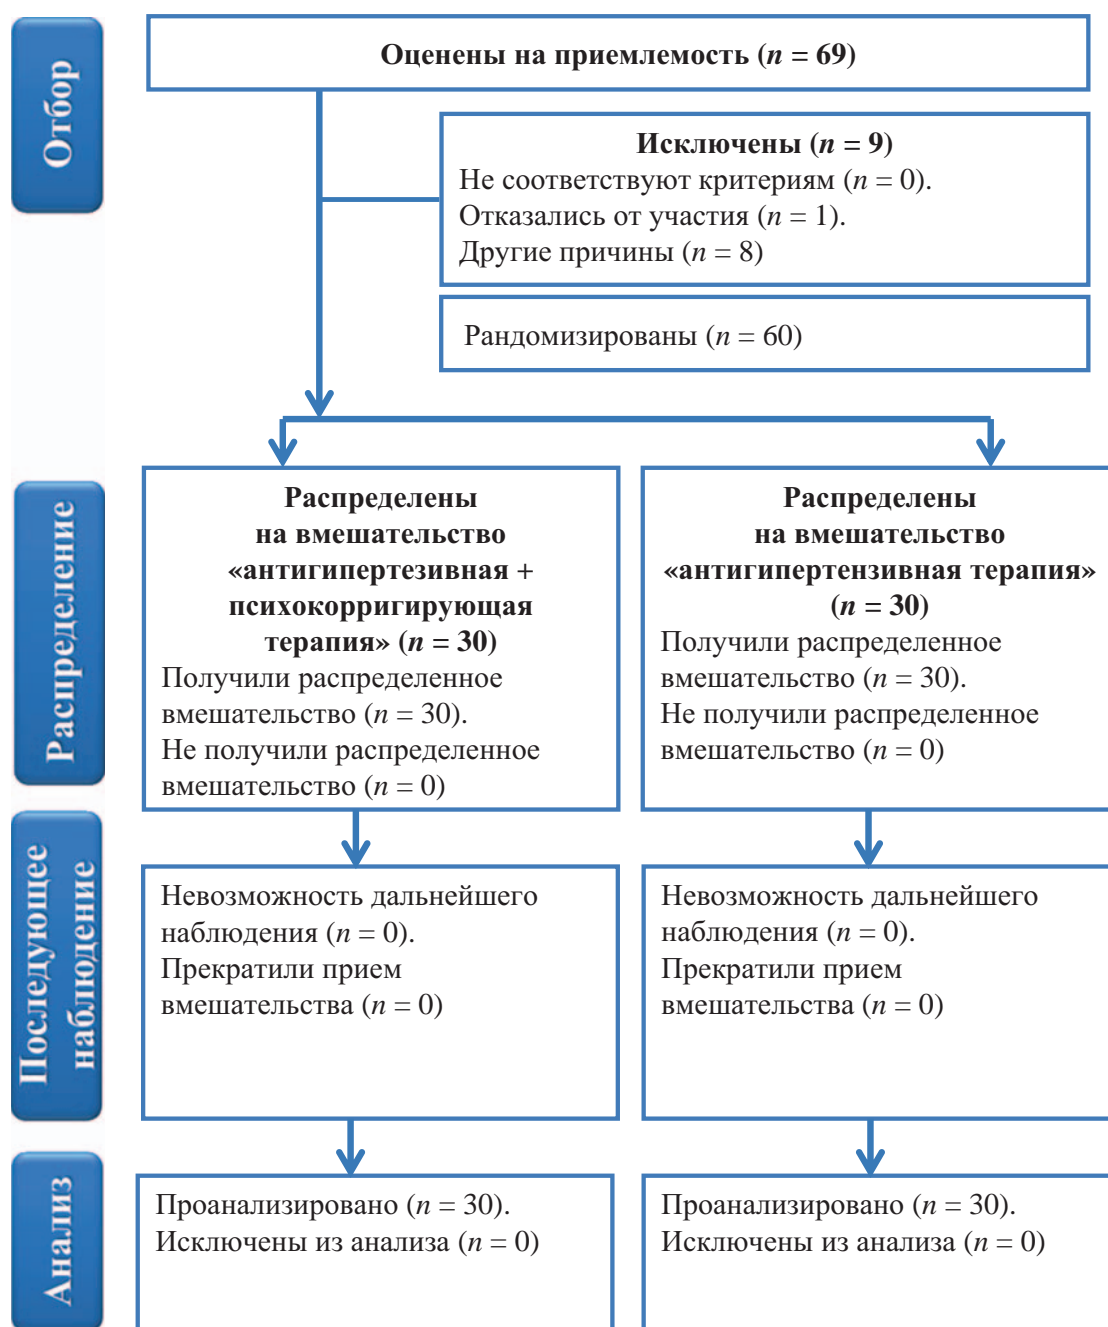 Отбор
Оценены на приемлемость (n = 69)
Исключены (n = 9)
Не соответствуют критериям (n = 0).
Отказались от участия (n = 1).
Другие причины (n = 8)
Рандомизированы (n = 60)
Распределение
Распределены
на вмешательство
«антигипертезивная +
психокорригирующая
терапия» (n = 30)
Получили распределенное
вмешательство (n = 30).
Не получили распределенное
вмешательство (n = 0)
Распределены
на вмешательство
«антигипертензивная терапия»
(n = 30)
Получили распределенное
вмешательство (n = 30).
Не получили распределенное
вмешательство (n = 0)
Последующее
наблюдение
Невозможность дальнейшего
наблюдения (n = 0).
Прекратили прием
вмешательства (n = 0)
Невозможность дальнейшего
наблюдения (n = 0).
Прекратили прием
вмешательства (n = 0)
Анализ
Проанализировано (n = 30).
Исключены из анализа (n = 0)
Проанализировано (n = 30).
Исключены из анализа (n = 0)